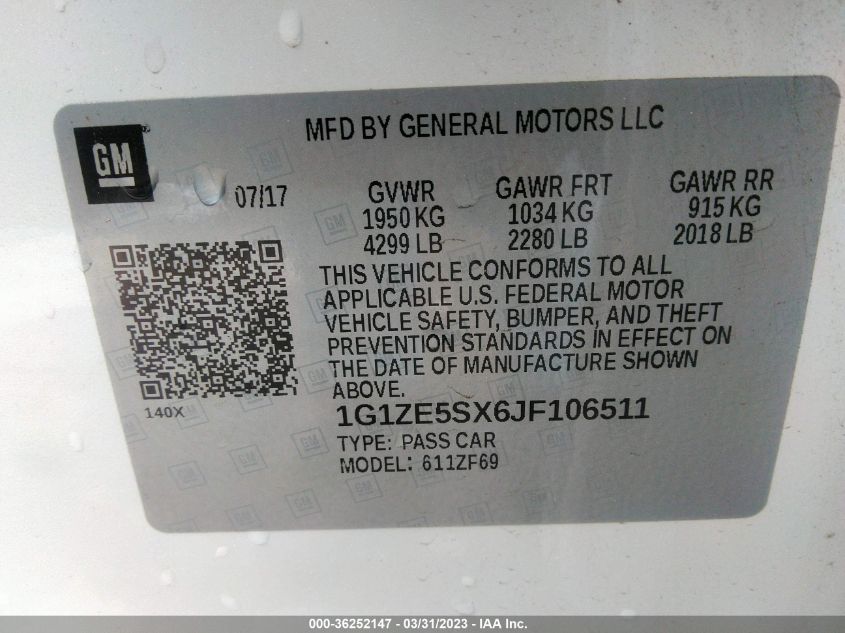 GM
MFD BY GENERAL MOTORS LLC
07/17
GVWR GAWR FRT GAWR RR
1950 KG 1034 KG 915 KG
4299 LB 2280 LB 2018 LB
THIS VEHICLE CONFORMS TO ALL
APPLICABLE U.S. FEDERAL MOTOR
VEHICLE SAFETY, BUMPER, AND THEFT
PREVENTION STANDARDS IN EFFECT ON
THE DATE OF MANUFACTURE SHOWN
ABOVE.
140X
1G1ZE5SX6JF106511
TYPE: PASS CAR
MODEL: 611ZF69
000-36252147 - 03/31/2023 - IAA Inc.